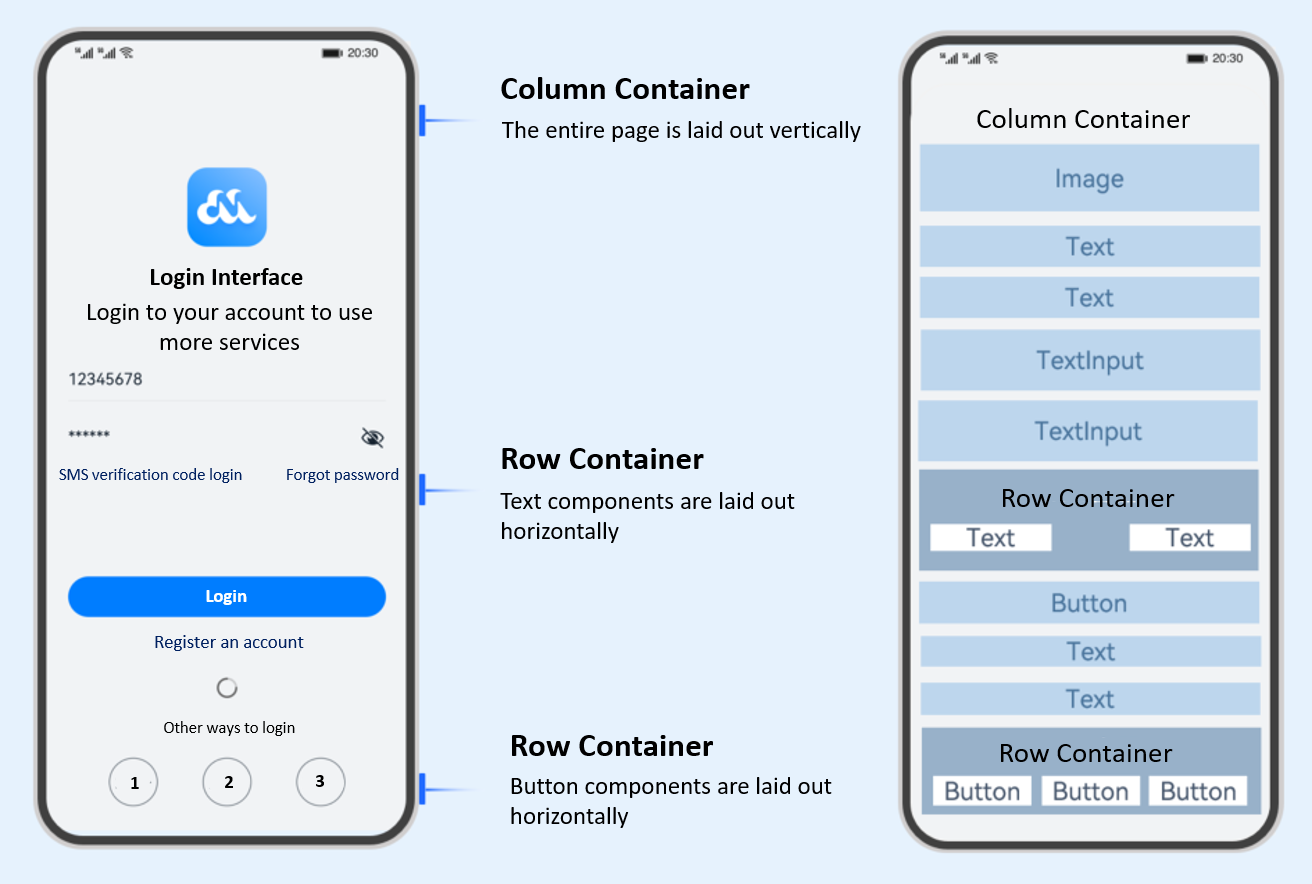 20:30
Login Interface
Login to your account to use
more services
12345678
******
SMS verification code login
Forgot password
Login
Register an account
Other ways to login
1
2
3
Column Container
The entire page is laid out vertically
Row Container
Text components are laid out
horizontally
Row Container
Button components are laid out
horizontally
20:30
Column Container
Image
Text
Text
TextInput
TextInput
Row Container
Text
Text
Button
Text
Text
Row Container
Button
Button
Button